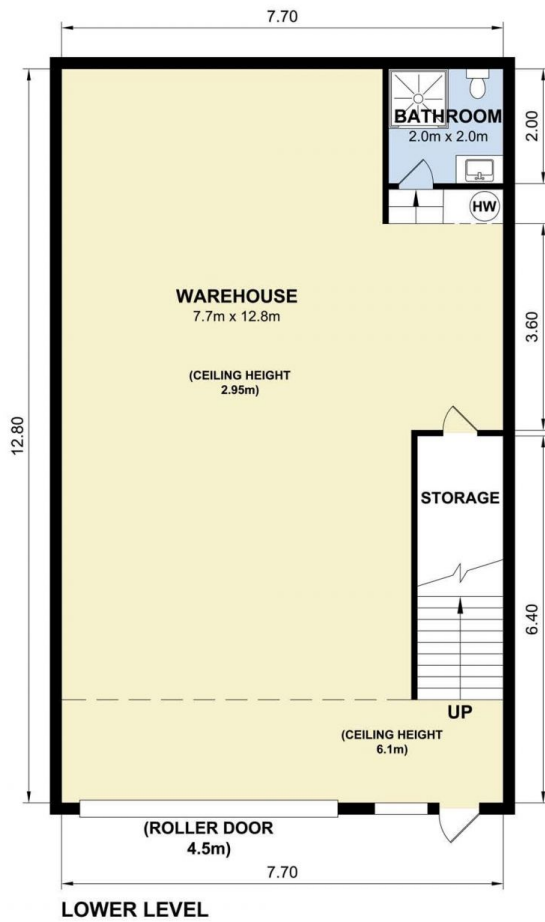 7.70
BATHROOM
2.0m x 2.0m
2.00
HW
WAREHOUSE
7.7m x 12.8m
3.60
(CEILING HEIGHT
2.95m)
12.80
STORAGE
6.40
UP
(CEILING HEIGHT
6.1m)
(ROLLER DOOR
4.5m)
7.70
LOWER LEVEL